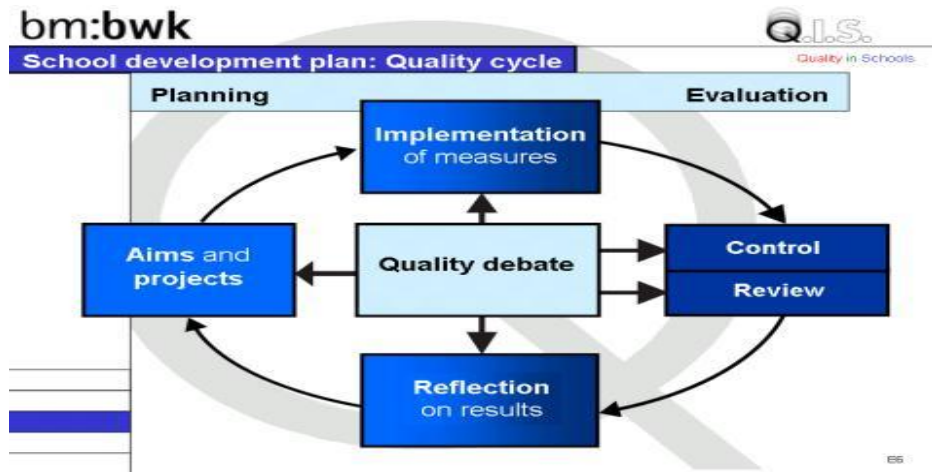 bm:bwk
Q.I.S.
Quality in Schools
School development plan: Quality cycle
Planning
Evaluation
Implementation
of measures
Aims and
projects
Quality debate
Control
Review
Reflection
on results